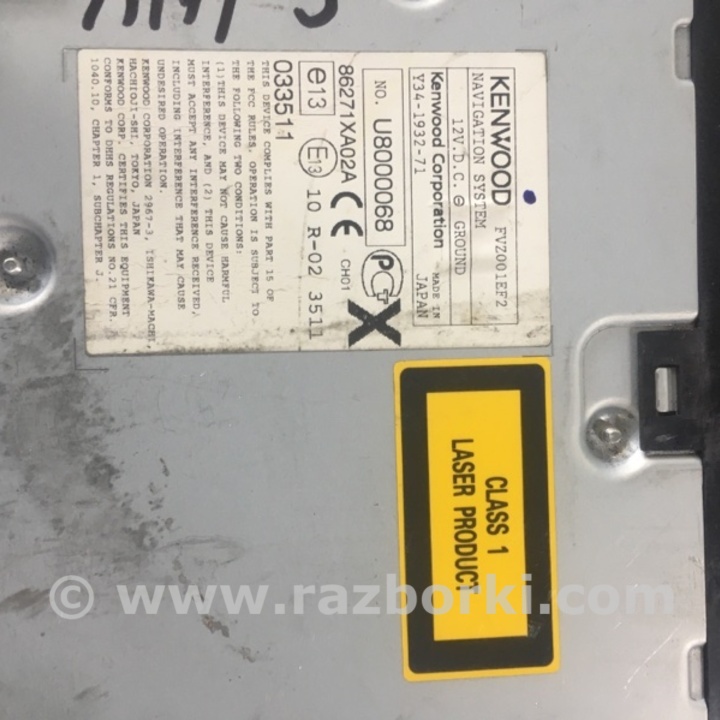 KENWOOD FVZ001EF2
NAVIGATION SYSTEM
12V D.C. ⊖ GROUND
Kenwood Corporation MADE IN
Y34-1932-71 JAPAN
NO. U8000068
86271XA02A CE CH01
e13 E13 10 R-02 3511
033511
THIS DEVICE COMPLIES WITH PART 15 OF
THE FCC RULES. OPERATION IS SUBJECT TO
THE FOLLOWING TWO CONDITIONS:
(1)THIS DEVICE MAY NOT CAUSE HARMFUL
INTERFERENCE, AND (2) THIS DEVICE
MUST ACCEPT ANY INTERFERENCE RECEIVED,
INCLUDING INTERFERENCE THAT MAY CAUSE
UNDESIRED OPERATION.
KENWOOD CORPORATION 2967-3, ISHIKAWA-MACHI,
HACHIOJI-SHI, TOKYO, JAPAN
KENWOOD CORP. CERTIFIES THIS EQUIPMENT
CONFORMS TO DHHS REGULATIONS NO.21 CFR.
1040.10, CHAPTER 1, SUBCHAPTER J.
CLASS 1
LASER PRODUCT
© www.razborki.com